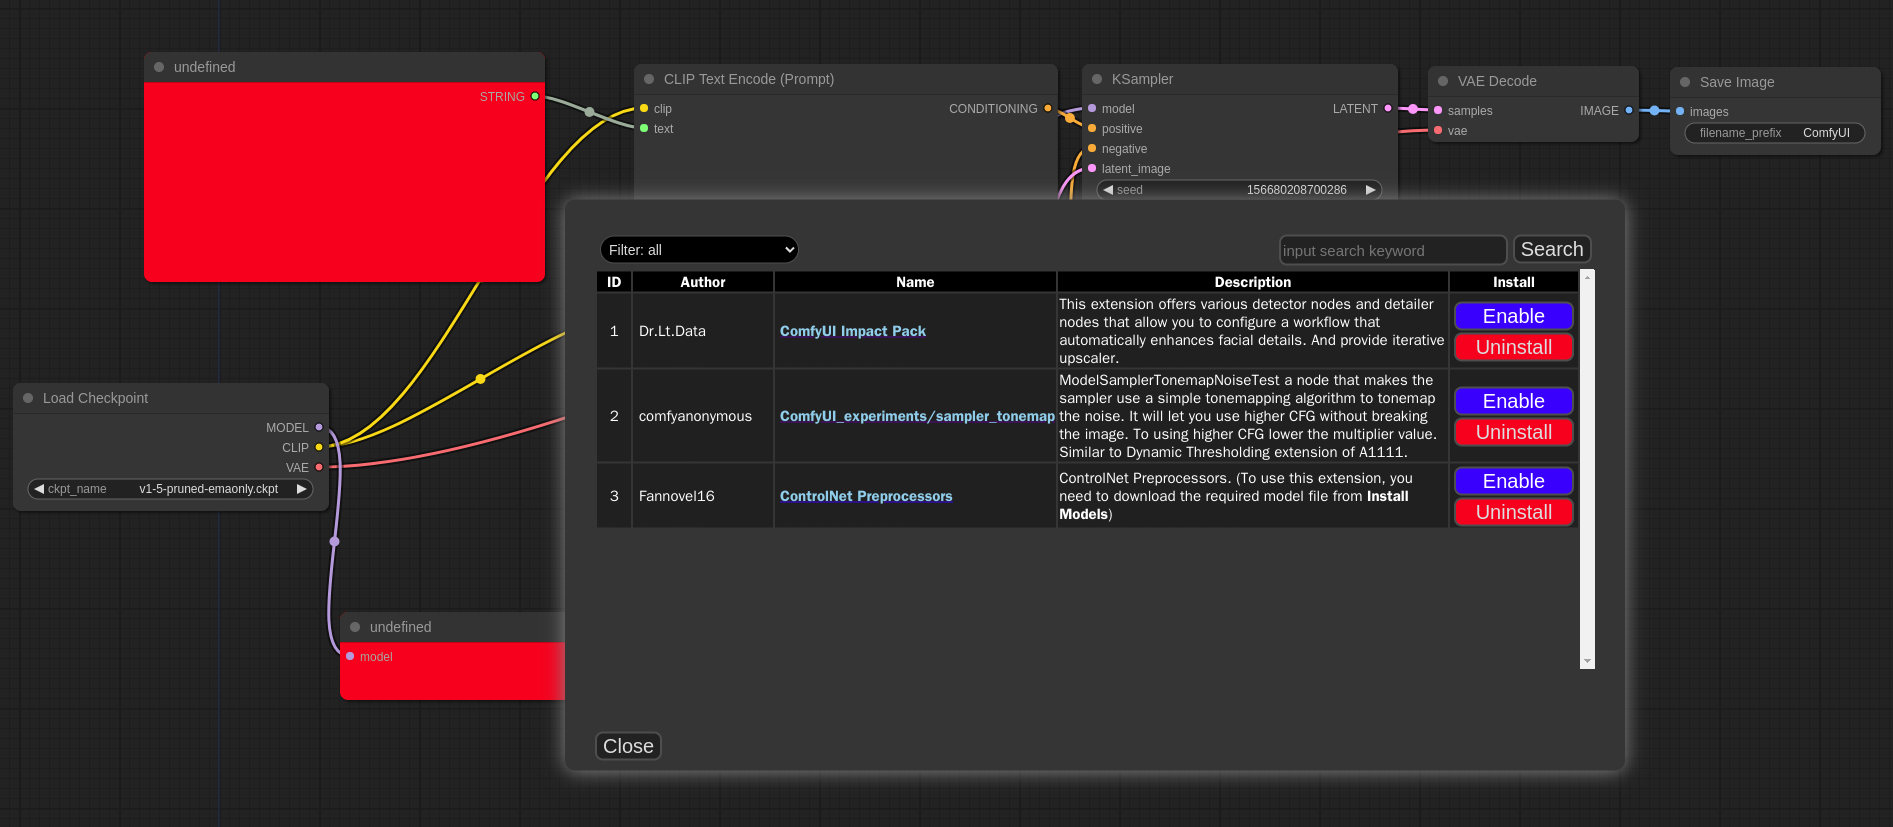 undefined
STRING
CLIP Text Encode (Prompt)
clip
CONDITIONING
text
KSampler
model
LATENT
positive
negative
latent_image
seed 156680208700286
VAE Decode
samples
IMAGE
vae
Save Image
images
filename_prefix ComfyUI
Load Checkpoint
MODEL
CLIP
VAE
ckpt_name v1-5-pruned-emaonly.ckpt
undefined
model
Filter: all
input search keyword
Search
ID Author Name Description Install
1 Dr.Lt.Data ComfyUI Impact Pack
This extension offers various detector nodes and detailer
nodes that allow you to configure a workflow that
automatically enhances facial details. And provide iterative
upscaler.
Enable
Uninstall
2 comfyanonymous ComfyUI_experiments/sampler_tonemap
ModelSamplerTonemapNoiseTest a node that makes the
sampler use a simple tonemapping algorithm to tonemap
the noise. It will let you use higher CFG without breaking
the image. To using higher CFG lower the multiplier value.
Similar to Dynamic Thresholding extension of A1111.
Enable
Uninstall
3 Fannovel16 ControlNet Preprocessors
ControlNet Preprocessors. (To use this extension, you
need to download the required model file from Install
Models)
Enable
Uninstall
Close